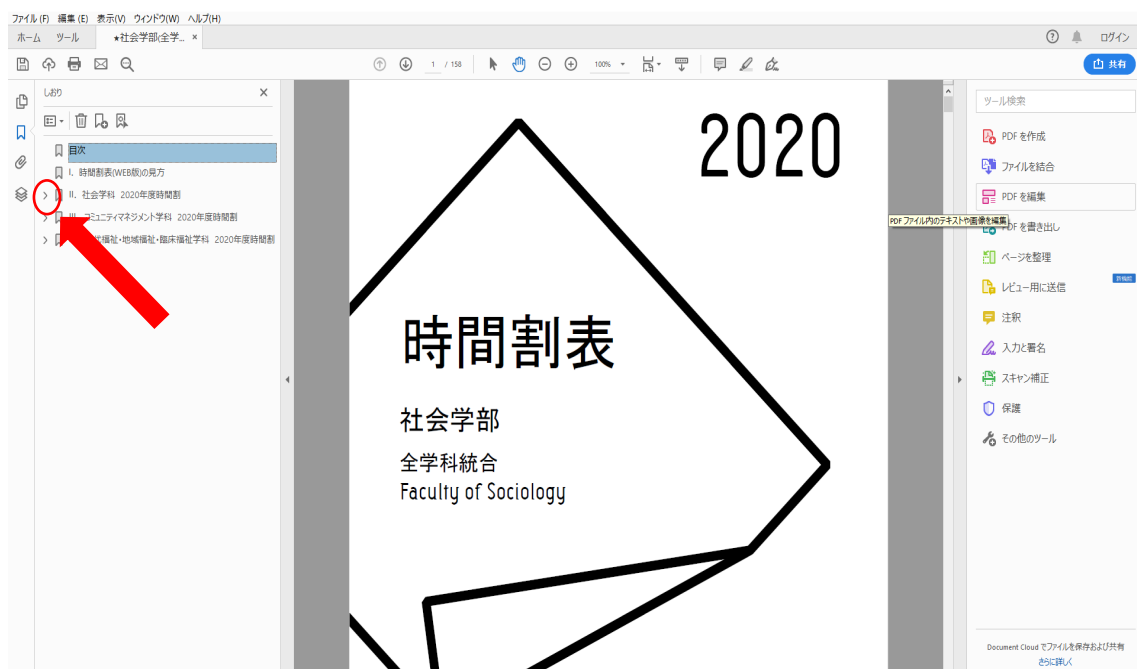 ファイル(F) 編集(E) 表示(V) ウィンドウ(W) ヘルプ(H)
ホーム ツール ★社会学部(全学... ×
? ログイン
1 / 158 100%
共有
しおり ×
目次
I. 時間割表(WEB版)の見方
II. 社会学科 2020年度時間割
III. コミュニティマネジメント学科 2020年度時間割
福祉・地域福祉・臨床福祉学科 2020年度時間割
2020
時間割表
社会学部
全学科統合
Faculty of Sociology
ツール検索
PDF を作成
ファイルを結合
PDF を編集
PDF ファイル内のテキストや画像を編集
PDF を書き出し
ページを整理
レビュー用に送信
新機能
注釈
入力と署名
スキャン補正
保護
その他のツール
Document Cloud でファイルを保存および共有
さらに詳しく